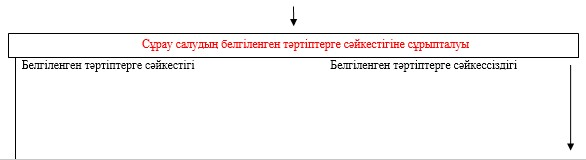 Сұрау салудың белгіленген тәртіптерге сәйкестігіне сұрыпталуы
Белгіленген тәртіптерге сәйкестігі Белгіленген тәртіптерге сәйкессіздігі